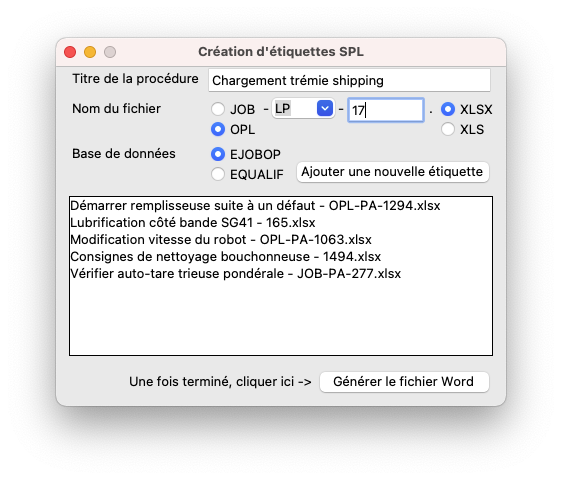 Création d'étiquettes SPL
Titre de la procédure Chargement trémie shipping
Nom du fichier JOB - LP - 17 . XLSX
OPL XLS
Base de données EJOBOP
EQUALIF Ajouter une nouvelle étiquette
Démarrer remplisseuse suite à un défaut - OPL-PA-1294.xlsx
Lubrification côté bande SG41 - 165.xlsx
Modification vitesse du robot - OPL-PA-1063.xlsx
Consignes de nettoyage bouchonneuse - 1494.xlsx
Vérifier auto-tare trieuse pondérale - JOB-PA-277.xlsx
Une fois terminé, cliquer ici -> Générer le fichier Word